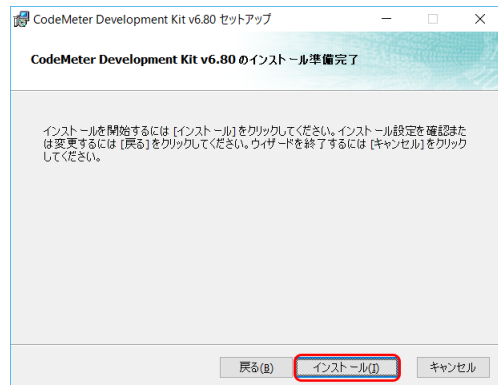 CodeMeter Development Kit v6.80 セットアップ
CodeMeter Development Kit v6.80 のインストール準備完了
インストールを開始するには [インストール] をクリックしてください。インストール設定を確認また
は変更するには [戻る] をクリックしてください。ウィザードを終了するには [キャンセル] をクリック
してください。
戻る(B) インストール(I) キャンセル